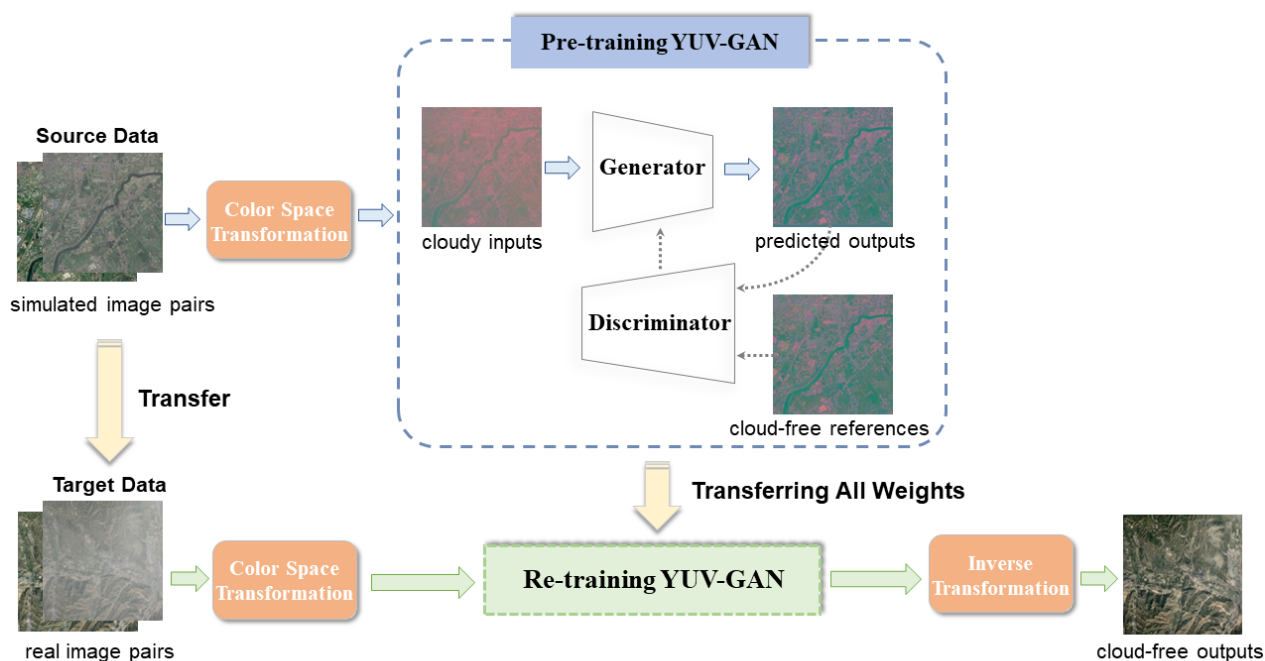 Pre-training YUV-GAN
Source Data
Color Space
Transformation
simulated image pairs
cloudy inputs
Generator
predicted outputs
Discriminator
cloud-free references
Transfer
Transferring All Weights
Target Data
Color Space
Transformation
real image pairs
Re-training YUV-GAN
Inverse
Transformation
cloud-free outputs